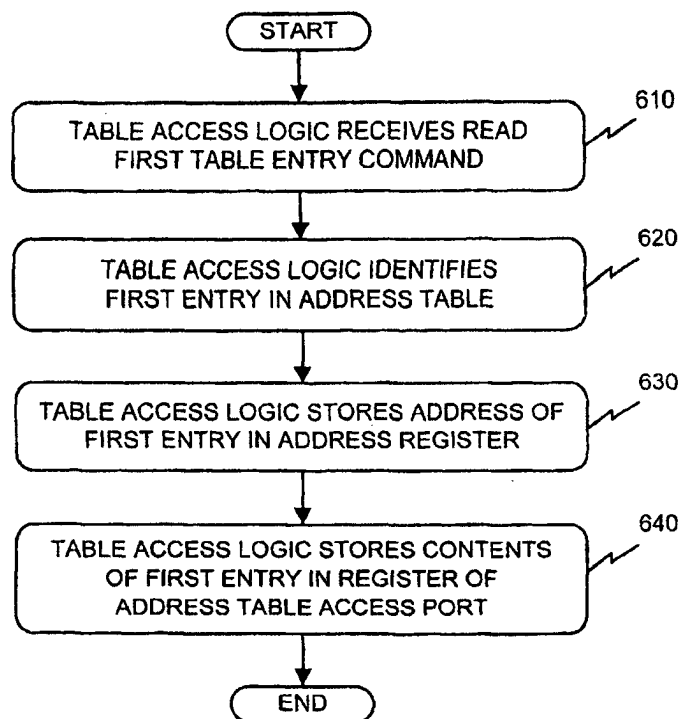 START
610
TABLE ACCESS LOGIC RECEIVES READ
FIRST TABLE ENTRY COMMAND
620
TABLE ACCESS LOGIC IDENTIFIES
FIRST ENTRY IN ADDRESS TABLE
630
TABLE ACCESS LOGIC STORES ADDRESS OF
FIRST ENTRY IN ADDRESS REGISTER
640
TABLE ACCESS LOGIC STORES CONTENTS
OF FIRST ENTRY IN REGISTER OF
ADDRESS TABLE ACCESS PORT
END